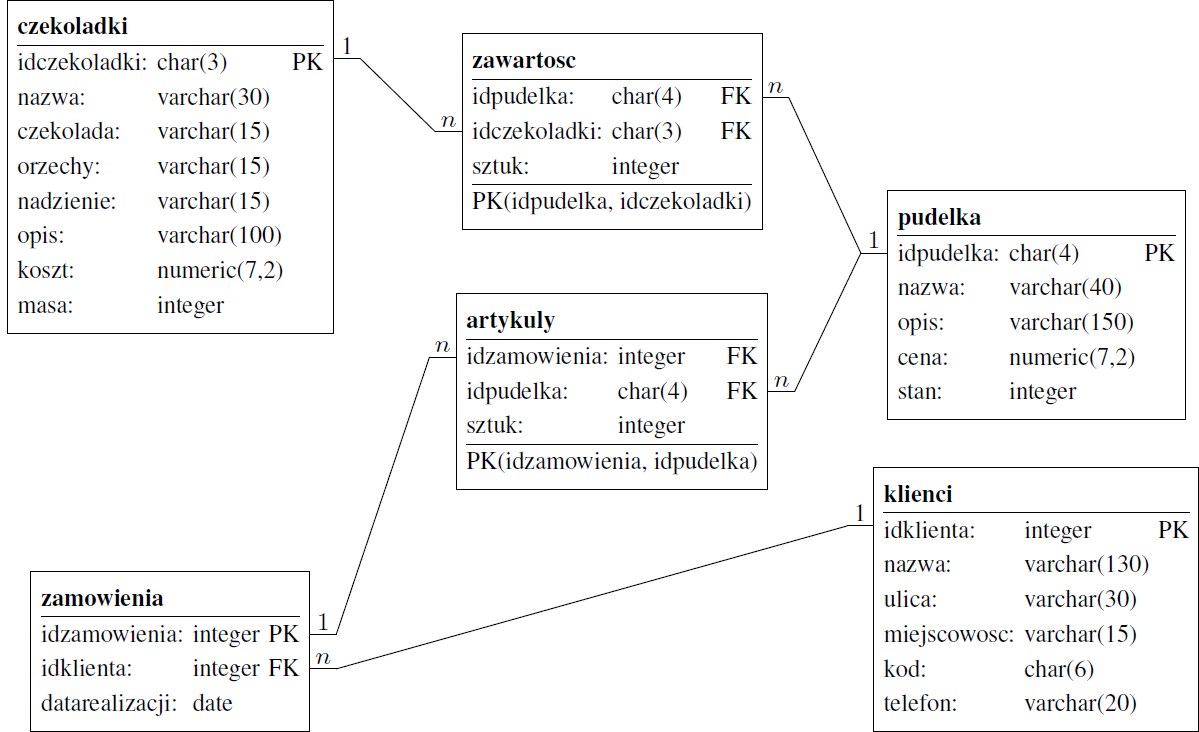 czekoladki
idczekoladki: char(3) PK
nazwa: varchar(30)
czekolada: varchar(15)
orzechy: varchar(15)
nadzienie: varchar(15)
opis: varchar(100)
koszt: numeric(7,2)
masa: integer
1
n
zawartosc
idpudelka: char(4) FK
idczekoladki: char(3) FK
sztuk: integer
PK(idpudelka, idczekoladki)
n
1
pudelka
idpudelka: char(4) PK
nazwa: varchar(40)
opis: varchar(150)
cena: numeric(7,2)
stan: integer
artykuly
idzamowienia: integer FK
idpudelka: char(4) FK
sztuk: integer
PK(idzamowienia, idpudelka)
n
n
1
klienci
idklienta: integer PK
nazwa: varchar(130)
ulica: varchar(30)
miejscowosc: varchar(15)
kod: char(6)
telefon: varchar(20)
zamowienia
idzamowienia: integer PK
idklienta: integer FK
datarealizacji: date
1
n